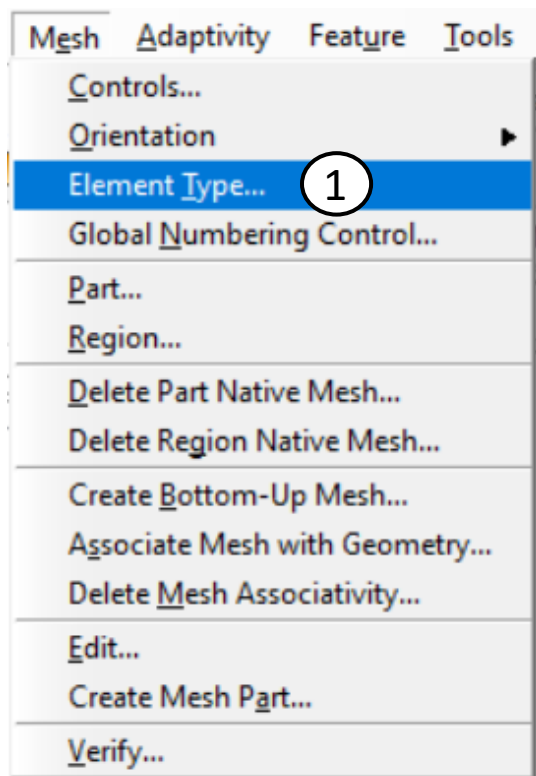 Mesh Adaptivity Feature Tools
Controls...
Orientation
Element Type... 1
Global Numbering Control...
Part...
Region...
Delete Part Native Mesh...
Delete Region Native Mesh...
Create Bottom-Up Mesh...
Associate Mesh with Geometry...
Delete Mesh Associativity...
Edit...
Create Mesh Part...
Verify...